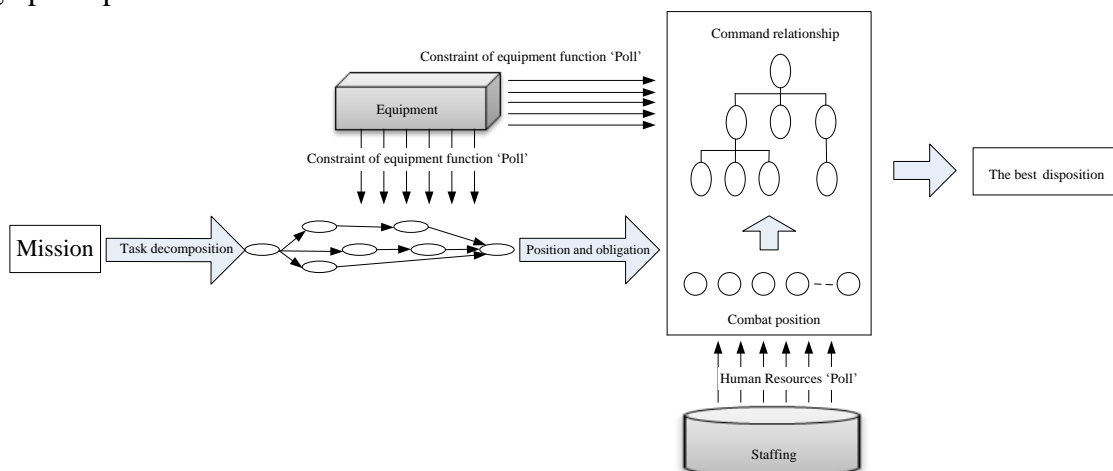 Command relationship
Constraint of equipment function ‘Poll’
Equipment
Constraint of equipment function ‘Poll’
The best disposition
Mission
Task decomposition
Position and obligation
Combat position
Human Resources ‘Poll’
Staffing